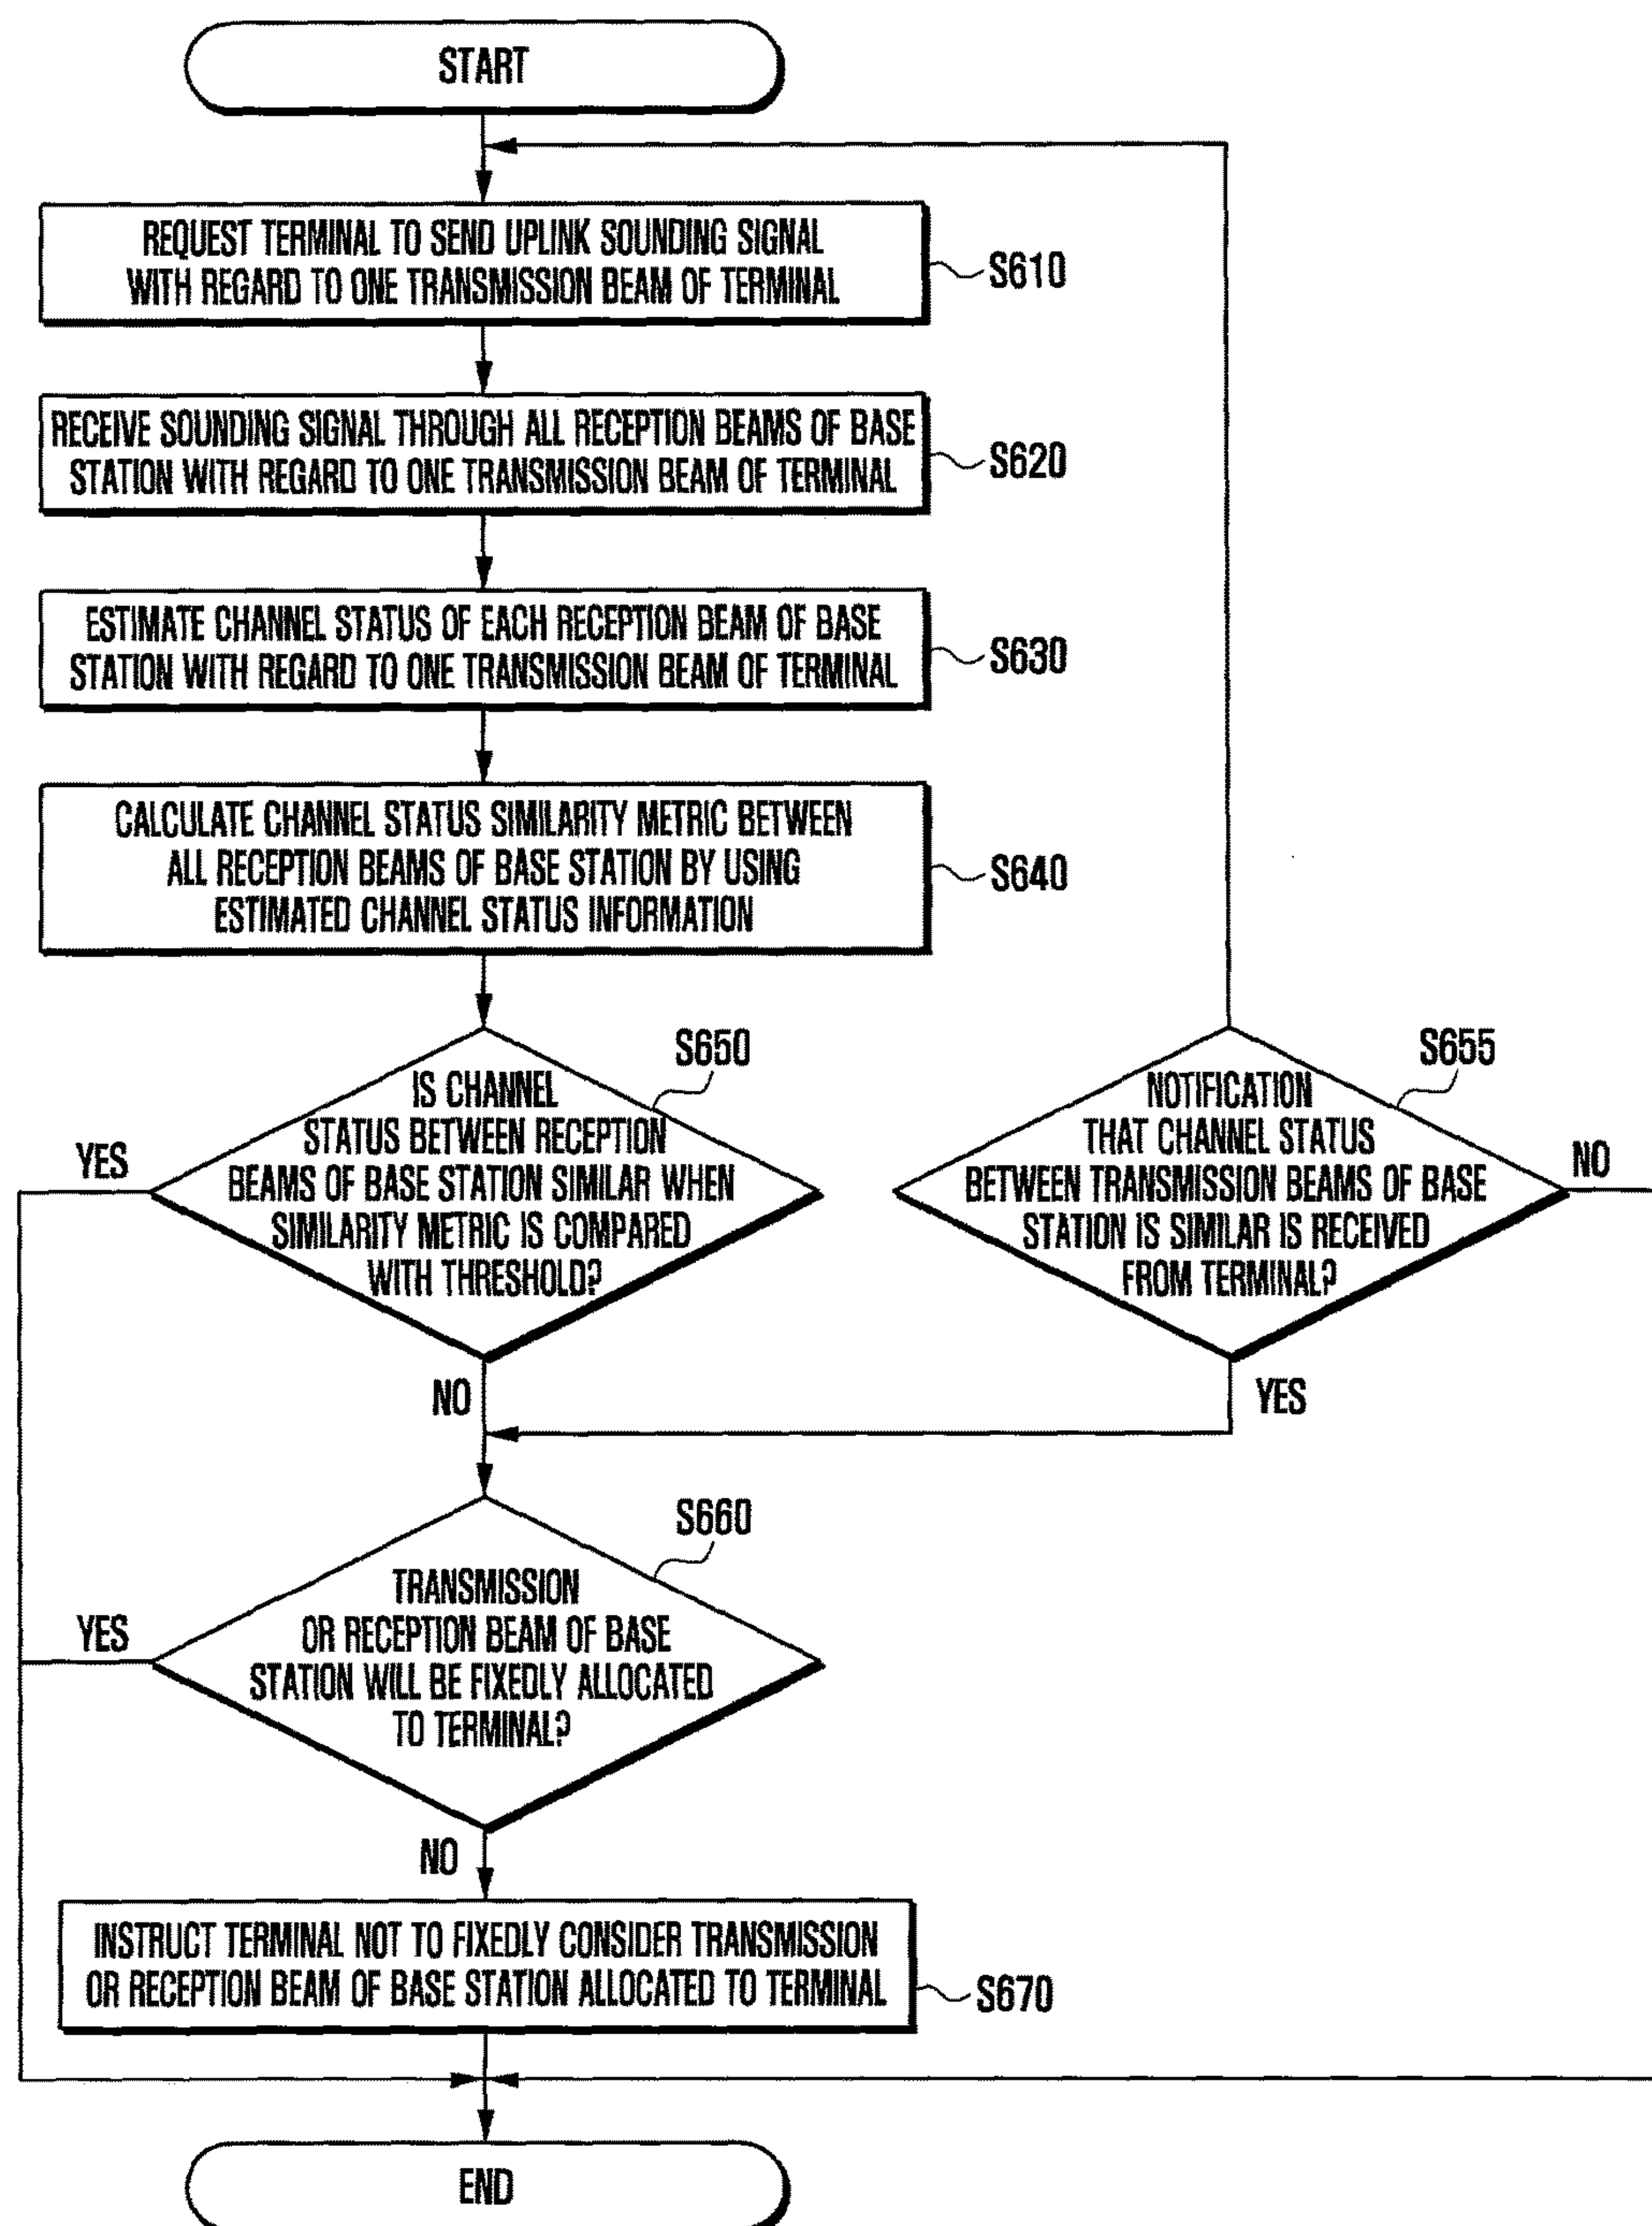 START
REQUEST TERMINAL TO SEND UPLINK SOUNDING SIGNAL
WITH REGARD TO ONE TRANSMISSION BEAM OF TERMINAL
S610
RECEIVE SOUNDING SIGNAL THROUGH ALL RECEPTION BEAMS OF BASE
STATION WITH REGARD TO ONE TRANSMISSION BEAM OF TERMINAL
S620
ESTIMATE CHANNEL STATUS OF EACH RECEPTION BEAM OF BASE
STATION WITH REGARD TO ONE TRANSMISSION BEAM OF TERMINAL
S630
CALCULATE CHANNEL STATUS SIMILARITY METRIC BETWEEN
ALL RECEPTION BEAMS OF BASE STATION BY USING
ESTIMATED CHANNEL STATUS INFORMATION
S640
S650
IS CHANNEL
STATUS BETWEEN RECEPTION
BEAMS OF BASE STATION SIMILAR WHEN
SIMILARITY METRIC IS COMPARED
WITH THRESHOLD?
YES
NO
S655
NOTIFICATION
THAT CHANNEL STATUS
BETWEEN TRANSMISSION BEAMS OF BASE
STATION IS SIMILAR IS RECEIVED
FROM TERMINAL?
NO
YES
S660
TRANSMISSION
OR RECEPTION BEAM OF BASE
STATION WILL BE FIXEDLY ALLOCATED
TO TERMINAL?
YES
NO
INSTRUCT TERMINAL NOT TO FIXEDLY CONSIDER TRANSMISSION
OR RECEPTION BEAM OF BASE STATION ALLOCATED TO TERMINAL
S670
END